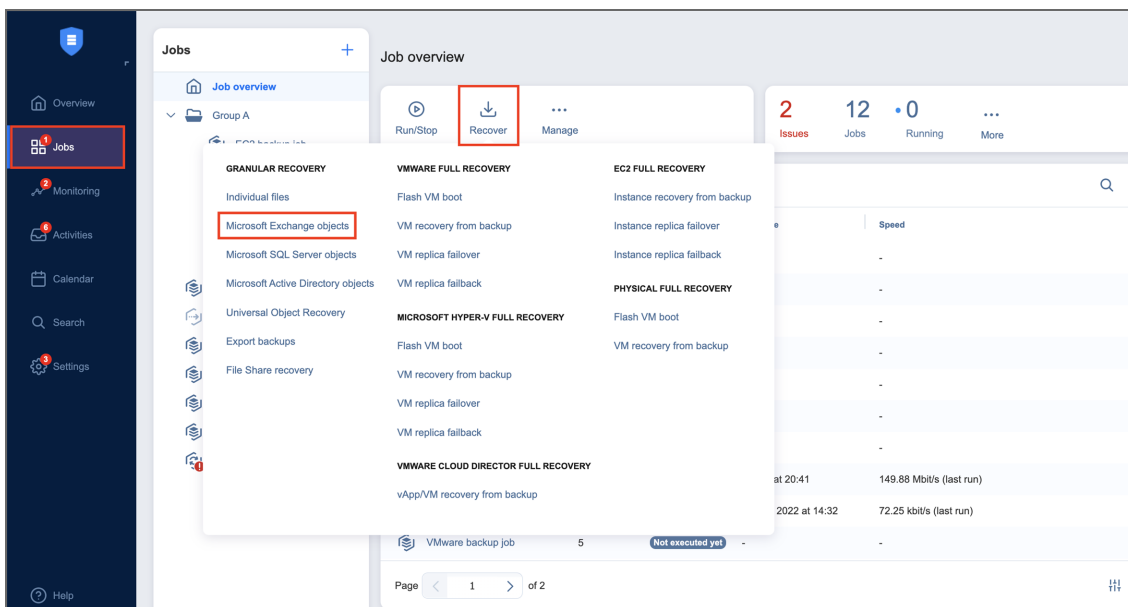 Jobs
+
Job overview
Job overview
Group A
Overview
1
Jobs
2
Monitoring
6
Activities
Calendar
Search
3
Settings
Help
Run/Stop
Recover
Manage
2
Issues
12
Jobs
0
Running
More
GRANULAR RECOVERY
Individual files
Microsoft Exchange objects
Microsoft SQL Server objects
Microsoft Active Directory objects
Universal Object Recovery
Export backups
File Share recovery
VMWARE FULL RECOVERY
Flash VM boot
VM recovery from backup
VM replica failover
VM replica failback
MICROSOFT HYPER-V FULL RECOVERY
Flash VM boot
VM recovery from backup
VM replica failover
VM replica failback
VMWARE CLOUD DIRECTOR FULL RECOVERY
vApp/VM recovery from backup
EC2 FULL RECOVERY
Instance recovery from backup
Instance replica failover
Instance replica failback
PHYSICAL FULL RECOVERY
Flash VM boot
VM recovery from backup
Speed
-
-
-
-
-
-
-
at 20:41 149.88 Mbit/s (last run)
2022 at 14:32 72.25 kbit/s (last run)
VMware backup job 5 Not executed yet - -
Page 1 of 2